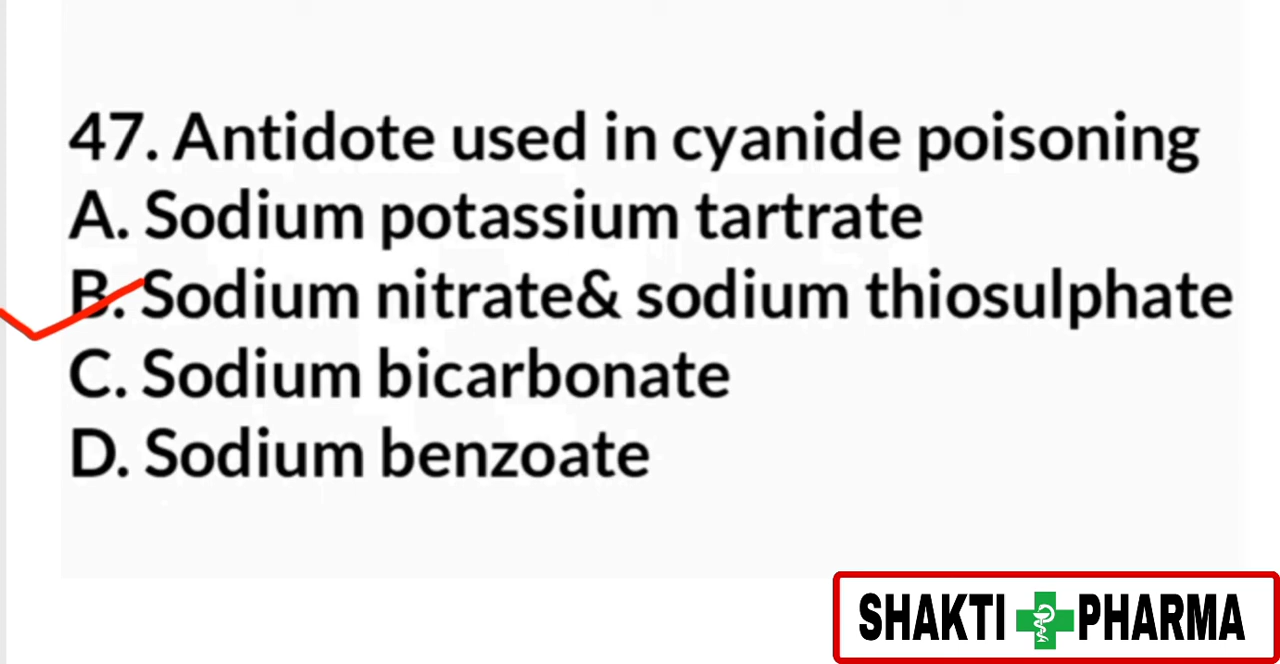 47. Antidote used in cyanide poisoning
A. Sodium potassium tartrate
B. Sodium nitrate& sodium thiosulphate
C. Sodium bicarbonate
D. Sodium benzoate
SHAKTI PHARMA